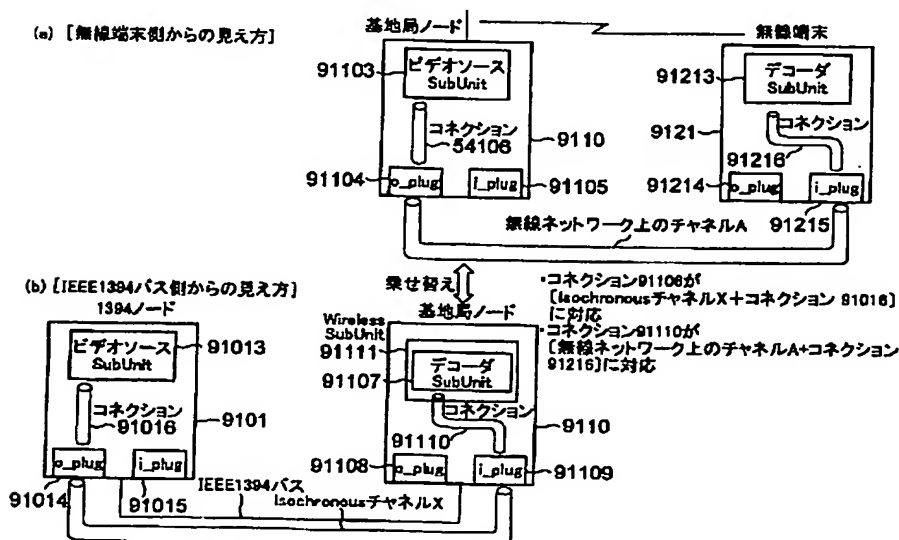 (a) [無線端末側からの見え方]
基地局ノード
無線端末
91103
ビデオソース
SubUnit
コネクション
54106
9110
91104
o_plug
i_plug
91105
91213
デコーダ
SubUnit
9121
コネクション
91216
91214
o_plug
i_plug
91215
無線ネットワーク上のチャネルA
乗せ替え
・コネクション91106が
[IsochronousチャネルX+コネクション 91016]
に対応
・コネクション91110が
[無線ネットワーク上のチャネルA+コネクション
91216]に対応
(b) [IEEE1394バス側からの見え方]
1394ノード
ビデオソース
SubUnit
91013
コネクション
91016
9101
o_plug
i_plug
91014
91015
基地局ノード
Wireless
SubUnit
91111
91107
デコーダ
SubUnit
コネクション
91110
9110
91108
o_plug
i_plug
91109
IEEE1394バス
IsochronousチャネルX